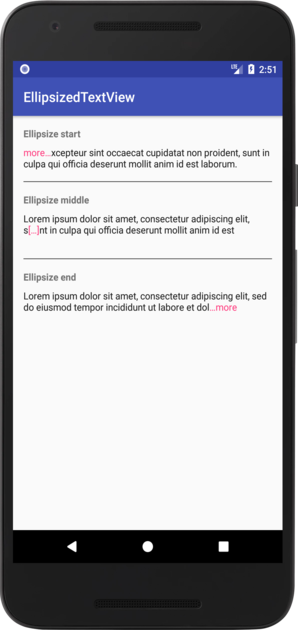 LTE 2:51
EllipsizedTextView
Ellipsize start
more...xcepteur sint occaecat cupidatat non proident, sunt in
culpa qui officia deserunt mollit anim id est laborum.
Ellipsize middle
Lorem ipsum dolor sit amet, consectetur adipiscing elit,
s[...]nt in culpa qui officia deserunt mollit anim id est
Ellipsize end
Lorem ipsum dolor sit amet, consectetur adipiscing elit, sed
do eiusmod tempor incididunt ut labore et dol...more